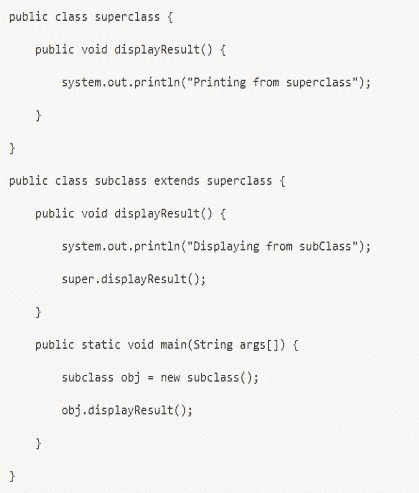 public class superclass {
public void displayResult() {
system.out.println("Printing from superclass");
}
}
public class subclass extends superclass {
public void displayResult() {
system.out.println("Displaying from subClass");
super.displayResult();
}
public static void main(String args[]) {
subclass obj = new subclass();
obj.displayResult();
}
}